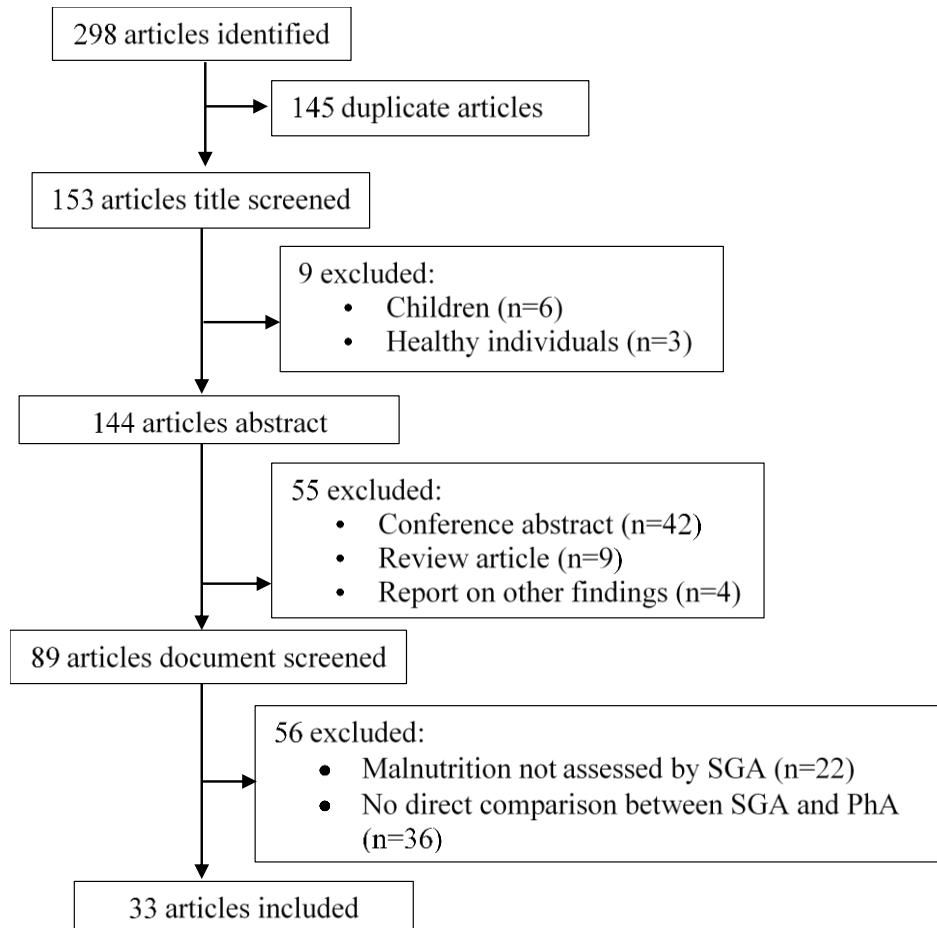 298 articles identified
145 duplicate articles
153 articles title screened
9 excluded:
• Children (n=6)
• Healthy individuals (n=3)
144 articles abstract
55 excluded:
• Conference abstract (n=42)
• Review article (n=9)
• Report on other findings (n=4)
89 articles document screened
56 excluded:
• Malnutrition not assessed by SGA (n=22)
• No direct comparison between SGA and PhA
(n=36)
33 articles included